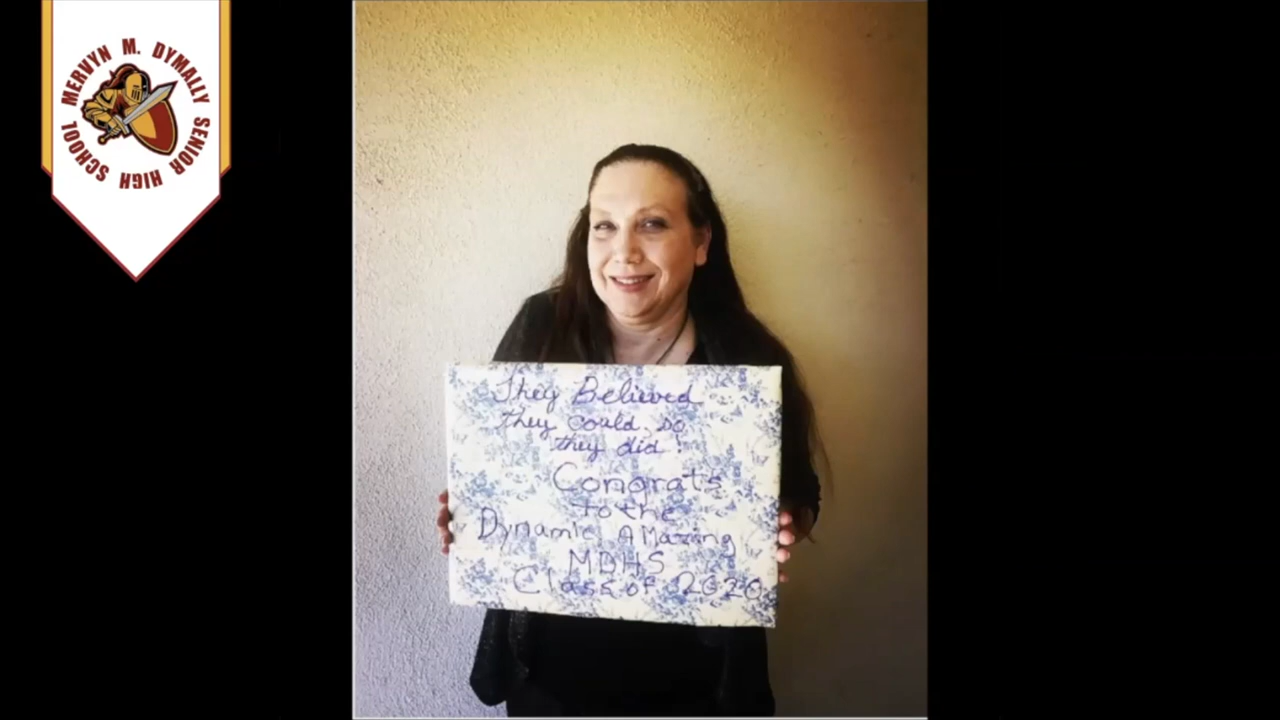 MERVYN M. DYMALLY SENIOR HIGH SCHOOL
They Believed
they could so
they did!
Congrats
to the
Dynamic AMazing
MDHS
Class of 2020